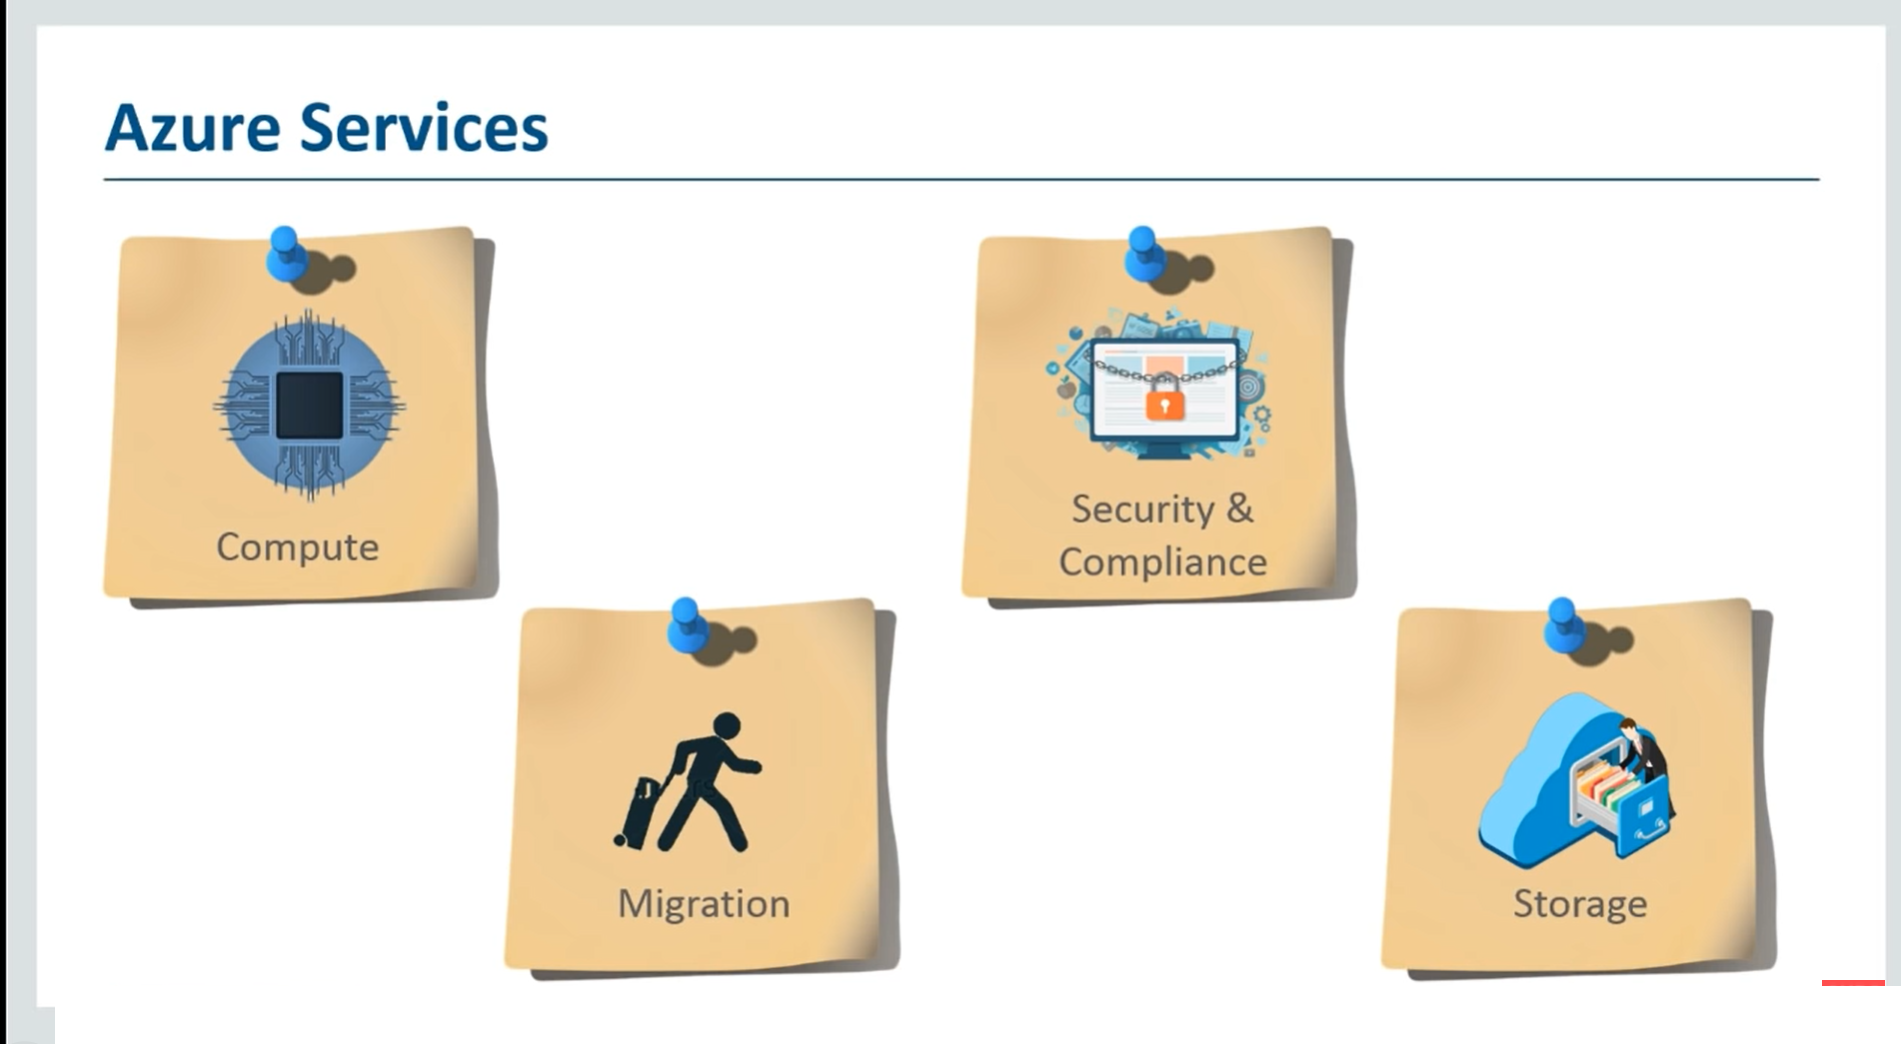 Azure Services
Compute
Security &
Compliance
Migration
Storage